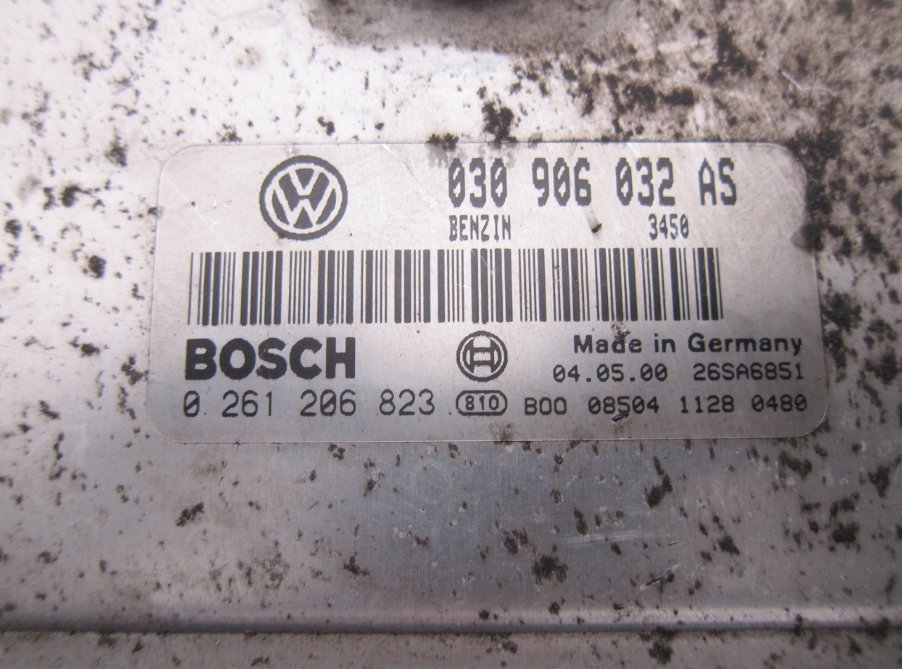 030 906 032 AS
BENZIN 3450
BOSCH Made in Germany
04.05.00 26SA6851
0 261 206 823 810 B00 08504 1128 0480